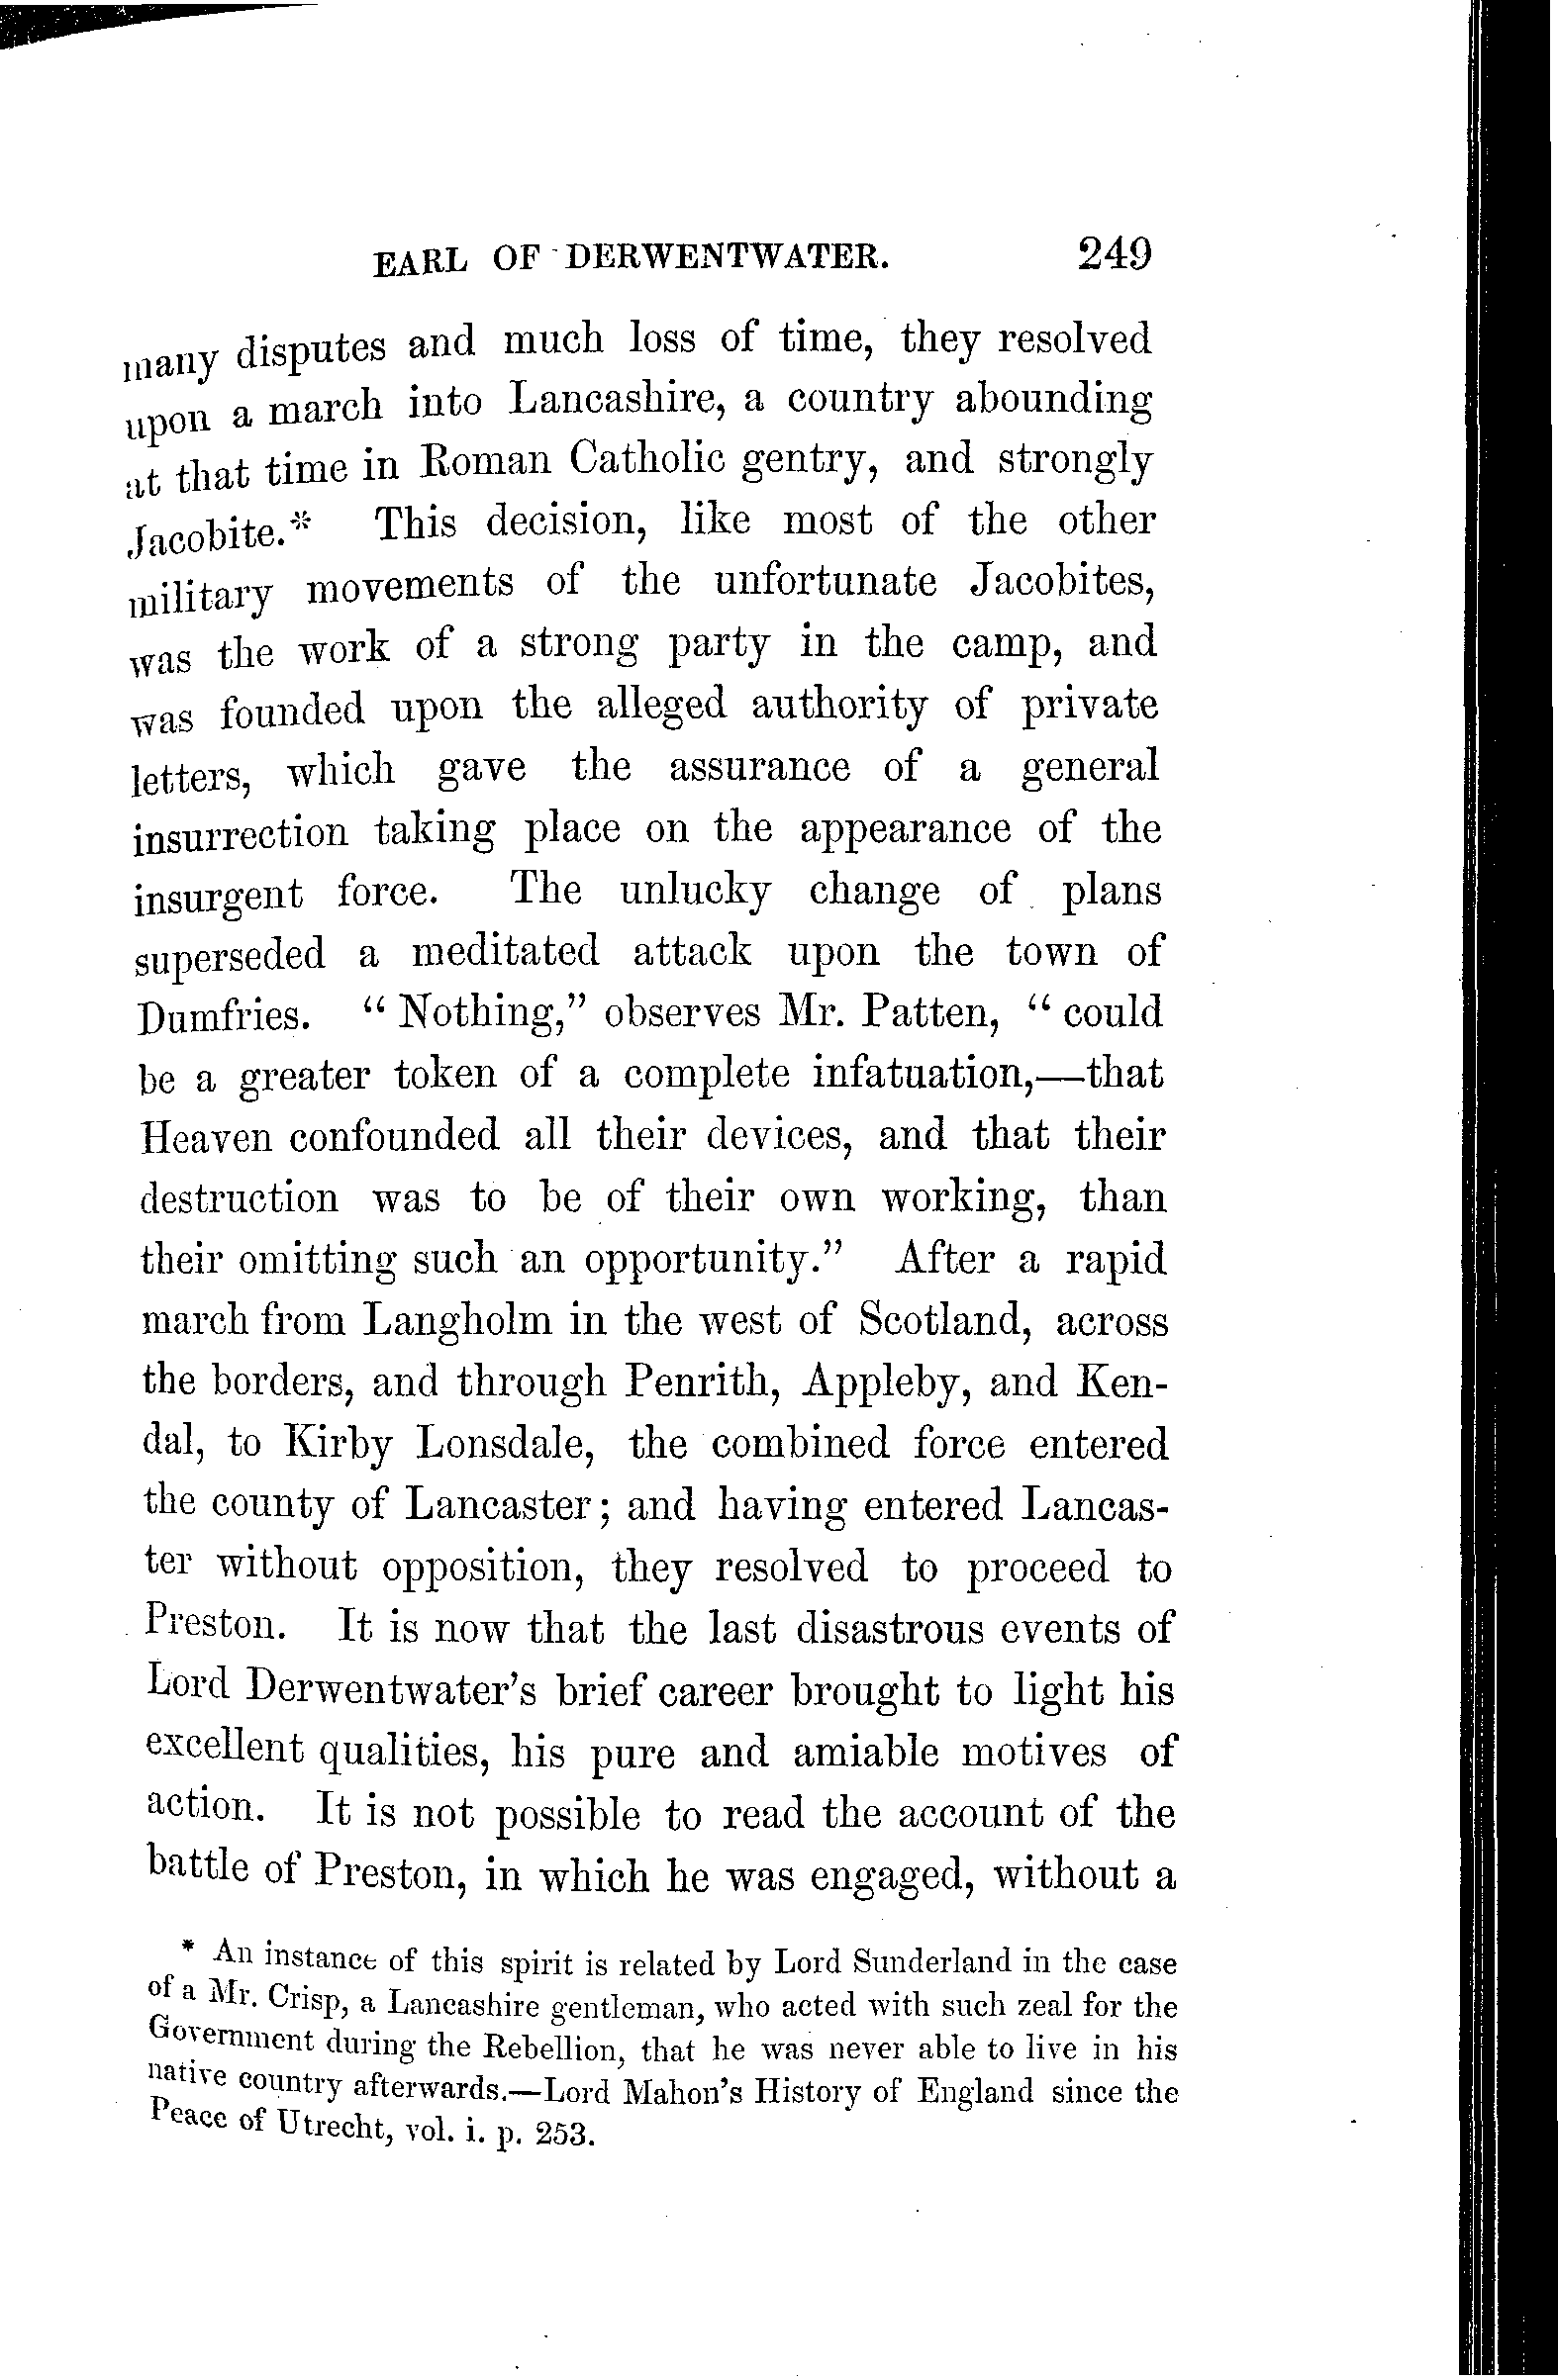 EARL OF DERWENTWATER. 249
many disputes and much loss of time, they resolved
upon a march into Lancashire, a country abounding
at that time in Roman Catholic gentry, and strongly
Jacobite.* This decision, like most of the other
military movements of the unfortunate Jacobites,
was the work of a strong party in the camp, and
was founded upon the alleged authority of private
letters, which gave the assurance of a general
insurrection taking place on the appearance of the
insurgent force. The unlucky change of plans
superseded a meditated attack upon the town of
Dumfries. “Nothing,” observes Mr. Patten, “could
be a greater token of a complete infatuation,—that
Heaven confounded all their devices, and that their
destruction was to be of their own working, than
their omitting such an opportunity.” After a rapid
march from Langholm in the west of Scotland, across
the borders, and through Penrith, Appleby, and Ken-
dal, to Kirby Lonsdale, the combined force entered
the county of Lancaster; and having entered Lancas-
ter without opposition, they resolved to proceed to
Preston. It is now that the last disastrous events of
Lord Derwentwater’s brief career brought to light his
excellent qualities, his pure and amiable motives of
action. It is not possible to read the account of the
battle of Preston, in which he was engaged, without a
* An instance of this spirit is related by Lord Sunderland in the case
of a Mr. Crisp, a Lancashire gentleman, who acted with such zeal for the
Government during the Rebellion, that he was never able to live in his
native country afterwards.—Lord Mahon’s History of England since the
Peace of Utrecht, vol. i. p. 253.